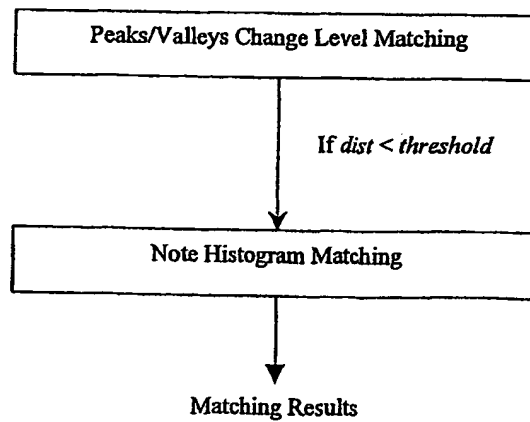 Peaks/Valleys Change Level Matching
If dist < threshold
Note Histogram Matching
Matching Results